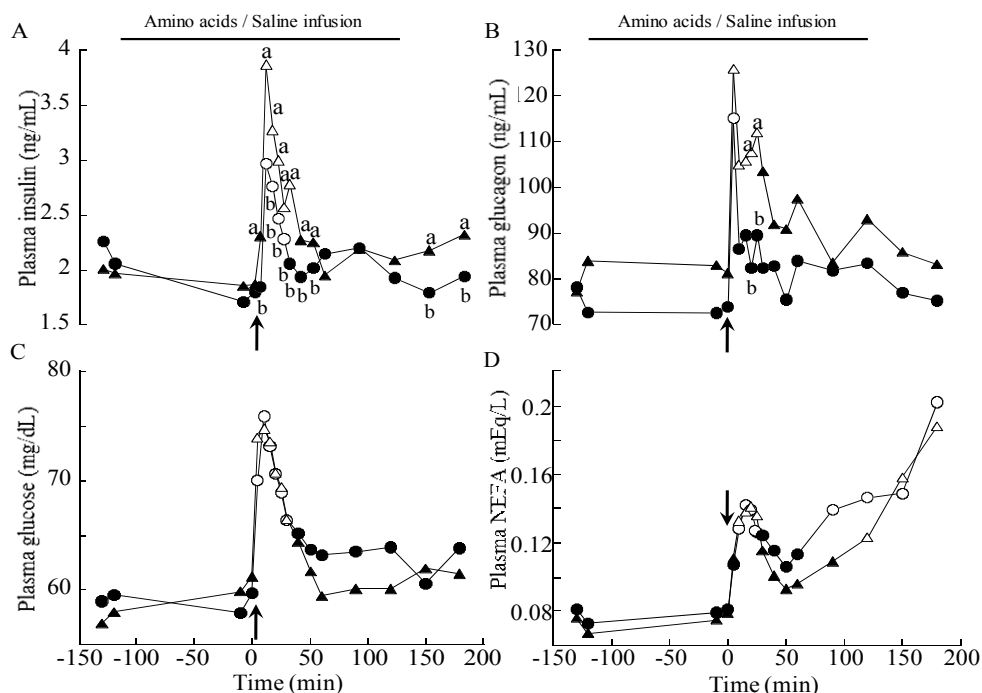 Amino acids / Saline infusion
Amino acids / Saline infusion
A
B
4
3.5
3
2.5
2
1.5
Plasma insulin (ng/mL)
a
a
a
a
a
a
a
a
a
a
b
b
b
b
b
b
b
b
b
130
120
110
100
90
80
70
Plasma glucagon (ng/mL)
a
a
b
b
C
D
80
70
60
Plasma glucose (mg/dL)
0.2
0.16
0.12
0.08
Plasma NEFA (mEq/L)
-150
-100
-50
0
50
100
150
200
Time (min)
-150
-100
-50
0
50
100
150
200
Time (min)